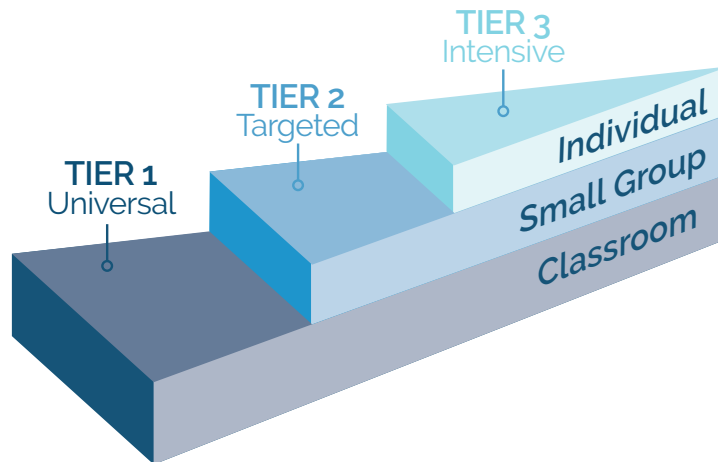 TIER 1
Universal
TIER 2
Targeted
TIER 3
Intensive
Individual
Small Group
Classroom